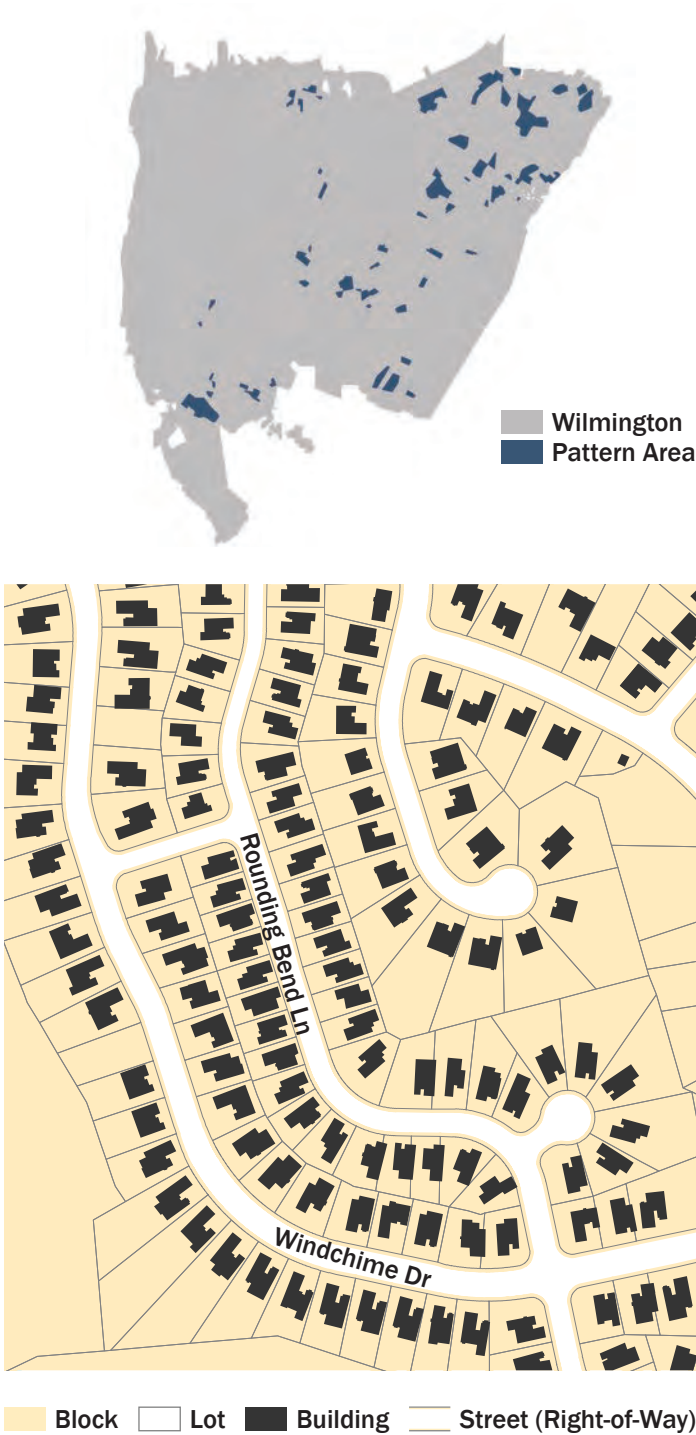 Wilmington
Pattern Area
Rounding Bend Ln
Windchime Dr
Block
Lot
Building
Street (Right-of-Way)